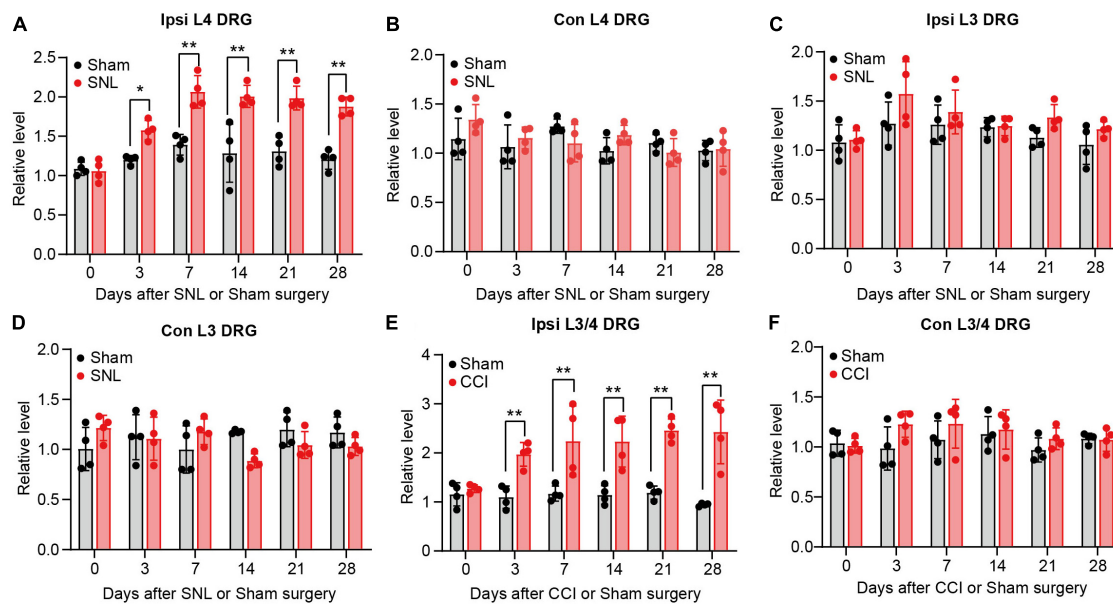 A
Ipsi L4 DRG
Sham
SNL
*
**
**
**
**
Relative level
2.5
2.0
1.5
1.0
0.5
0.0
0 3 7 14 21 28
Days after SNL or Sham surgery
B
Con L4 DRG
Sham
SNL
Relative level
2.0
1.5
1.0
0.5
0.0
0 3 7 14 21 28
Days after SNL or Sham surgery
C
Ipsi L3 DRG
Sham
SNL
Relative level
2.0
1.5
1.0
0.5
0.0
0 3 7 14 21 28
Days after SNL or Sham surgery
D
Con L3 DRG
Sham
SNL
Relative level
2.0
1.5
1.0
0.5
0.0
0 3 7 14 21 28
Days after SNL or Sham surgery
E
Ipsi L3/4 DRG
Sham
CCI
**
**
**
**
**
Relative level
4
3
2
1
0
0 3 7 14 21 28
Days after CCI or Sham surgery
F
Con L3/4 DRG
Sham
CCI
Relative level
2.0
1.5
1.0
0.5
0.0
0 3 7 14 21 28
Days after CCI or Sham surgery